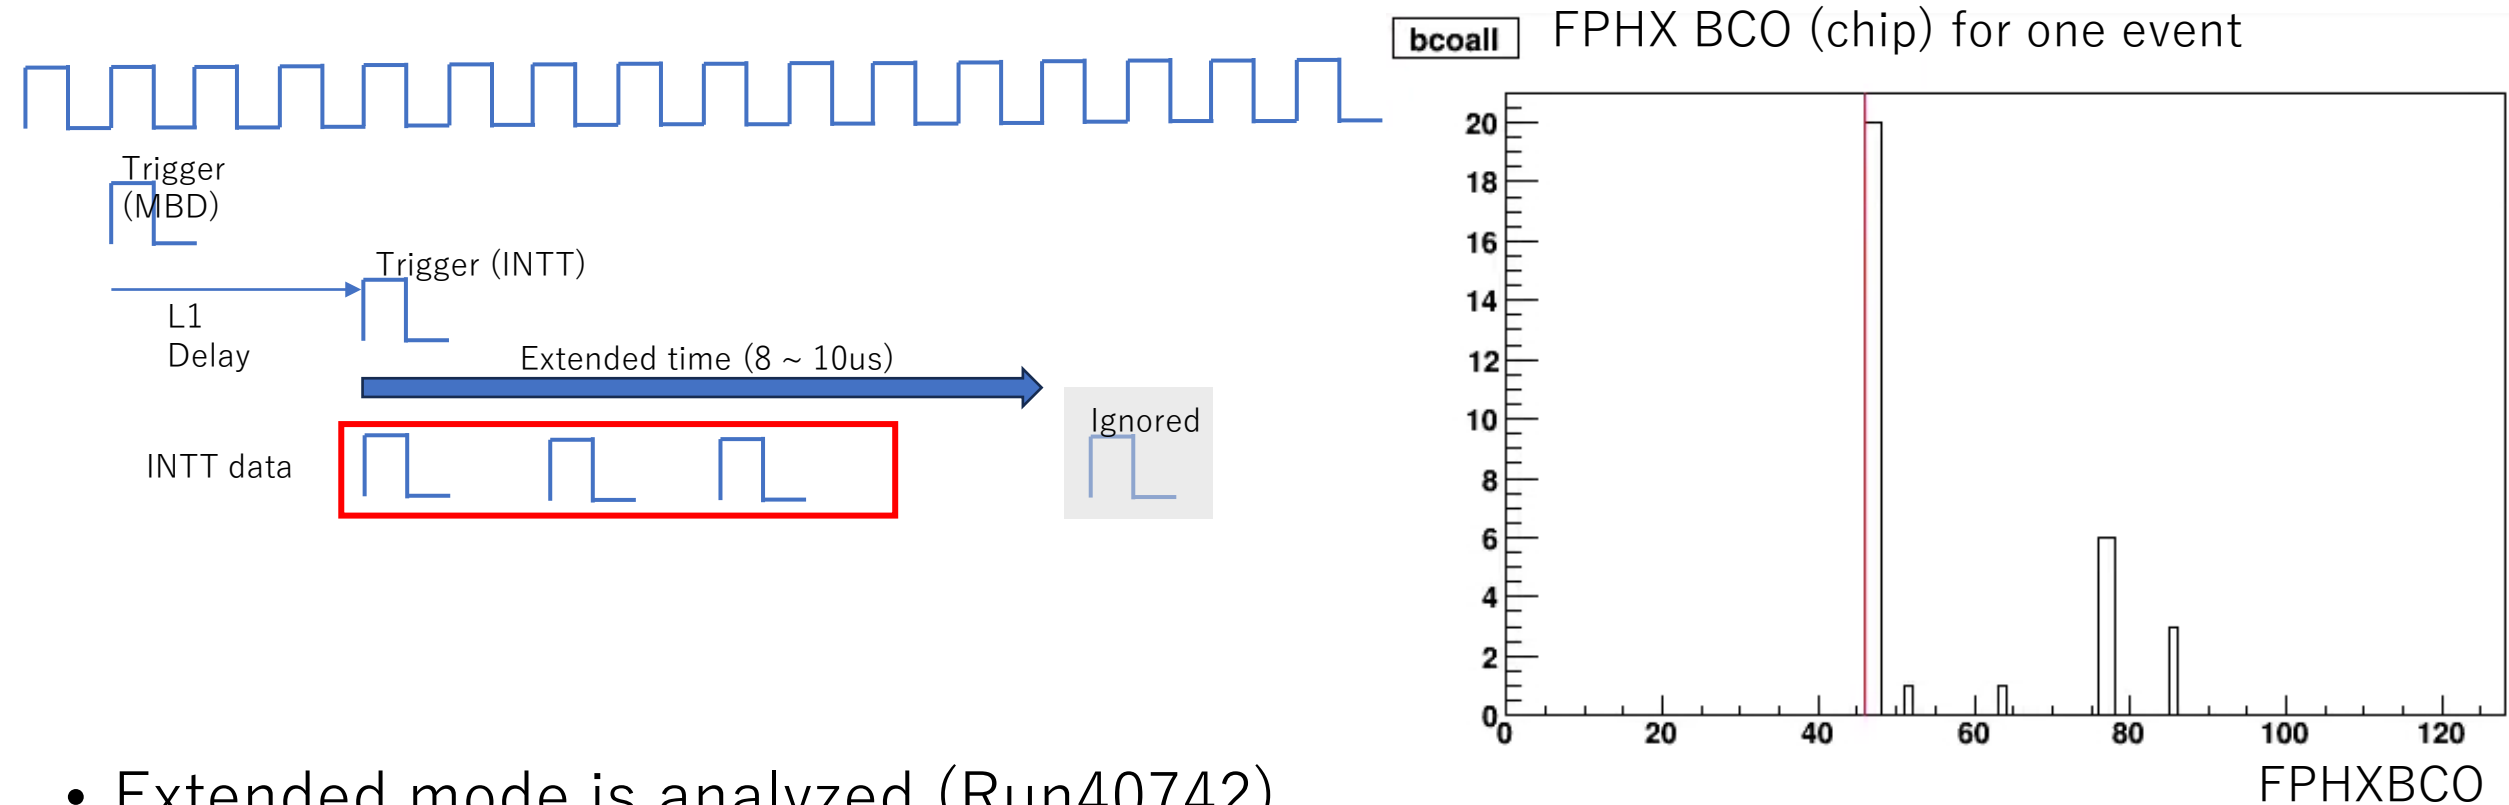 Trigger
(MBD)
Trigger (INTT)
L1
Delay
Extended time (8 ~ 10us)
Ignored
INTT data
bcoall
FPHX BCO (chip) for one event
20
18
16
14
12
10
8
6
4
2
0
0 20 40 60 80 100 120
FPHXBCO
• Extended mode is analyzed (Run40742)